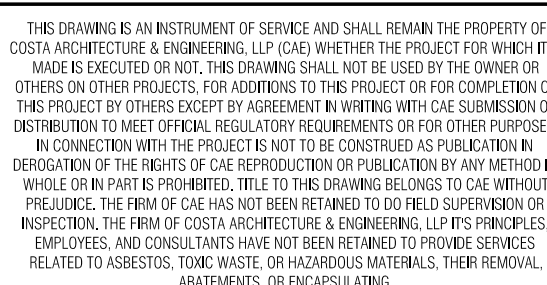 THIS DRAWING IS AN INSTRUMENT OF SERVICE AND SHALL REMAIN THE PROPERTY OF
COSTA ARCHITECTURE & ENGINEERING, LLP (CAE) WHETHER THE PROJECT FOR WHICH IT
MADE IS EXECUTED OR NOT. THIS DRAWING SHALL NOT BE USED BY THE OWNER OR
OTHERS ON OTHER PROJECTS, FOR ADDITIONS TO THIS PROJECT OR FOR COMPLETION
THIS PROJECT BY OTHERS EXCEPT BY AGREEMENT IN WRITING WITH CAE SUBMISSION
DISTRIBUTION TO MEET OFFICIAL REGULATORY REQUIREMENTS OR FOR OTHER PURPOSE
IN CONNECTION WITH THE PROJECT IS NOT TO BE CONSTRUED AS PUBLICATION IN
DEROGATION OF THE RIGHTS OF CAE REPRODUCTION OR PUBLICATION BY ANY METHOD
WHOLE OR IN PART IS PROHIBITED. TITLE TO THIS DRAWING BELONGS TO CAE WITHOUT
PREJUDICE. THE FIRM OF CAE HAS NOT BEEN RETAINED TO DO FIELD SUPERVISION OR
INSPECTION. THE FIRM OF COSTA ARCHITECTURE & ENGINEERING, LLP IT'S PRINCIPLES,
EMPLOYEES, AND CONSULTANTS HAVE NOT BEEN RETAINED TO PROVIDE SERVICES
RELATED TO ASBESTOS, TOXIC WASTE, OR HAZARDOUS MATERIALS, THEIR REMOVAL,
ABATEMENTS, OR ENCAPSULATING